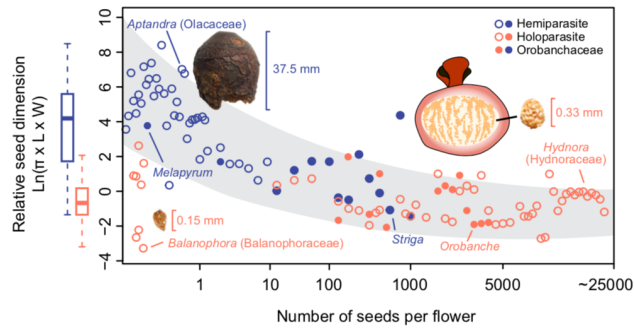 10
8
6
4
2
0
−2
−4
Relative seed dimension
Ln(π x L x W)
Aptandra (Olacaceae)
37.5 mm
Hemiparasite
Holoparasite
Orobanchaceae
0.33 mm
Hydnora
(Hydnoraceae)
Melapyrum
0.15 mm
Balanophora (Balanophoraceae)
Striga
Orobanche
1
10
100
1000
5000
~25000
Number of seeds per flower